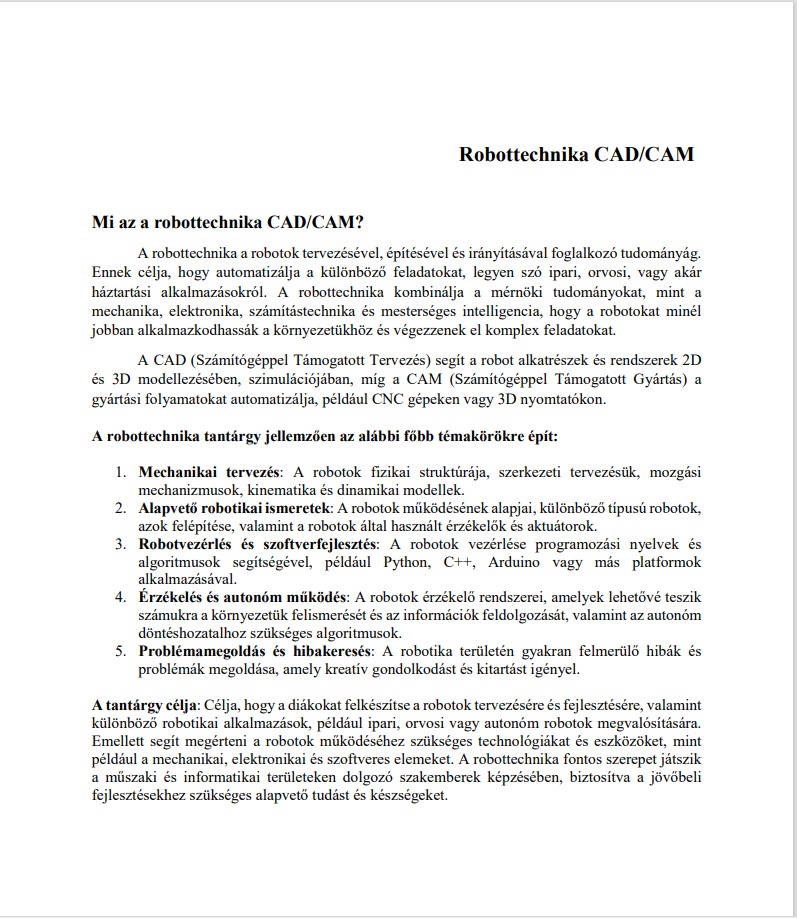 Robottechnika CAD/CAM
Mi az a robottechnika CAD/CAM?
A robottechnika a robotok tervezésével, építésével és irányításával foglalkozó tudományág.
Ennek célja, hogy automatizálja a különböző feladatokat, legyen szó ipari, orvosi, vagy akár
háztartási alkalmazásokról. A robottechnika kombinálja a mérnöki tudományokat, mint a
mechanika, elektronika, számítástechnika és mesterséges intelligencia, hogy a robotokat minél
jobban alkalmazkodhassák a környezetükhöz és végezzenek el komplex feladatokat.
A CAD (Számítógéppel Támogatott Tervezés) segít a robot alkatrészek és rendszerek 2D
és 3D modellezésében, szimulációjában, míg a CAM (Számítógéppel Támogatott Gyártás) a
gyártási folyamatokat automatizálja, például CNC gépeken vagy 3D nyomtatókon.
A robottechnika tantárgy jellemzően az alábbi főbb témakörökre épít:
1. Mechanikai tervezés: A robotok fizikai struktúrája, szerkezeti tervezésük, mozgási
mechanizmusok, kinematika és dinamikai modellek.
2. Alapvető robotikai ismeretek: A robotok működésének alapjai, különböző típusú robotok,
azok felépítése, valamint a robotok által használt érzékelők és aktuátorok.
3. Robotvezérlés és szoftverfejlesztés: A robotok vezérlése programozási nyelvek és
algoritmusok segítségével, például Python, C++, Arduino vagy más platformok
alkalmazásával.
4. Érzékelés és autonóm működés: A robotok érzékelő rendszerei, amelyek lehetővé teszik
számukra a környezetük felismerését és az információk feldolgozását, valamint az autonóm
döntéshozatalhoz szükséges algoritmusok.
5. Problémamegoldás és hibakeresés: A robotika területén gyakran felmerülő hibák és
problémák megoldása, amely kreatív gondolkodást és kitartást igényel.
A tantárgy célja: Célja, hogy a diákokat felkészítse a robotok tervezésére és fejlesztésére, valamint
különböző robotikai alkalmazások, például ipari, orvosi vagy autonóm robotok megvalósítására.
Emellett segít megérteni a robotok működéséhez szükséges technológiákat és eszközöket, mint
például a mechanikai, elektronikai és szoftveres elemeket. A robottechnika fontos szerepet játszik
a műszaki és informatikai területeken dolgozó szakemberek képzésében, biztosítva a jövőbeli
fejlesztésekhez szükséges alapvető tudást és készségeket.